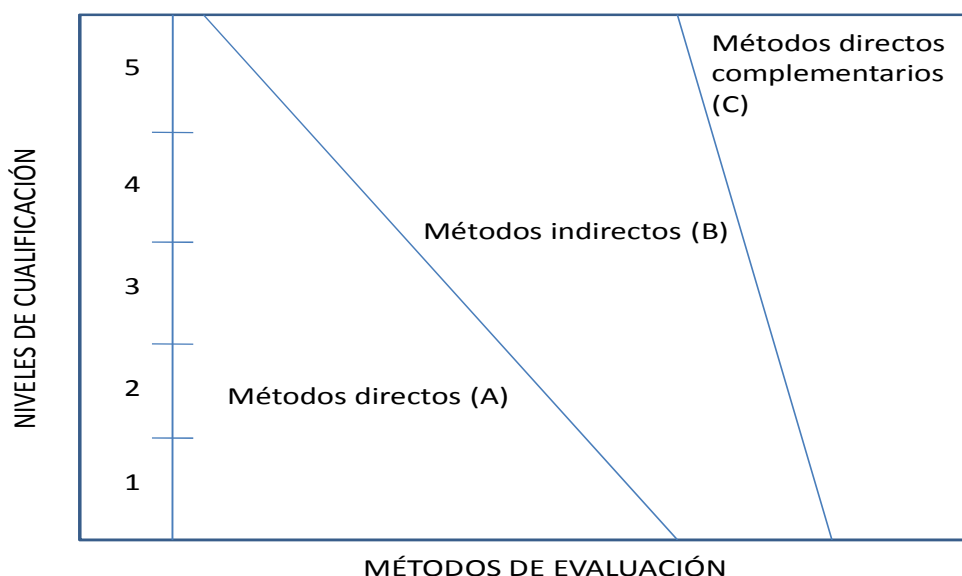 NIVELES DE CUALIFICACIÓN
5
4
3
2
1
Métodos directos
complementarios
(C)
Métodos indirectos (B)
Métodos directos (A)
MÉTODOS DE EVALUACIÓN